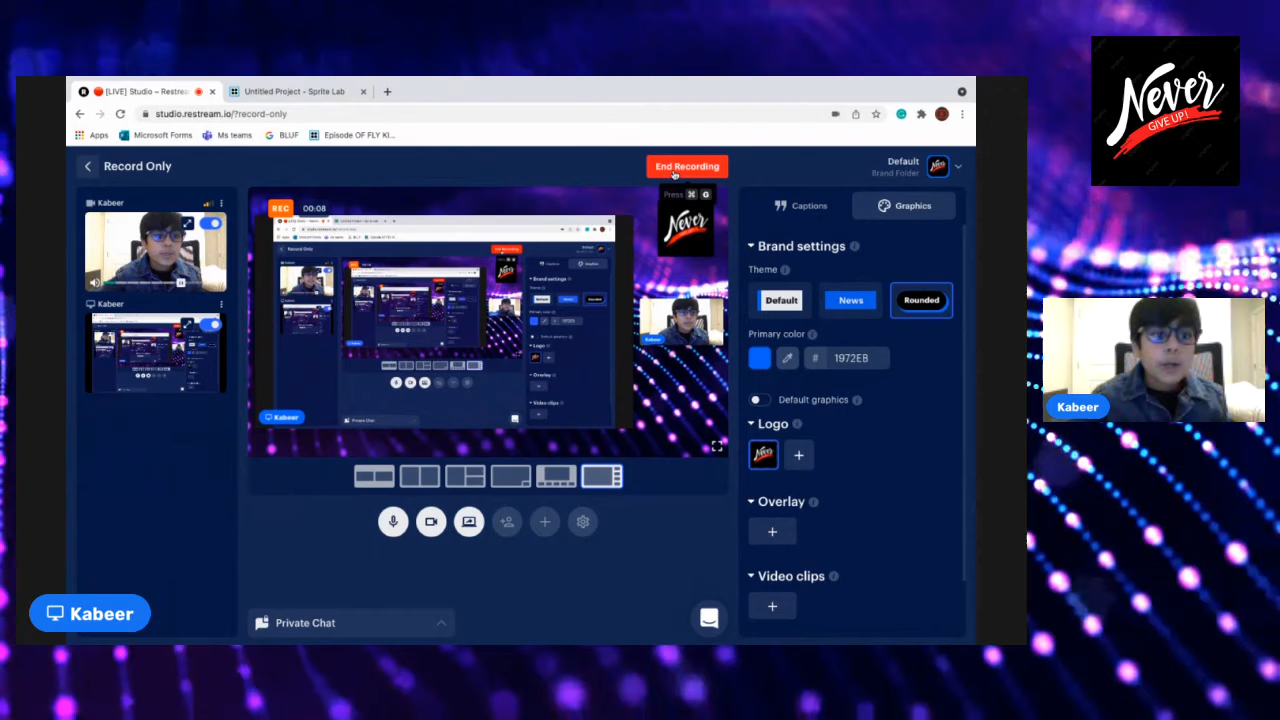 [LIVE] Studio – Restream
Untitled Project - Sprite Lab
studio.restream.io/?record-only
Apps
Microsoft Forms
Ms teams
BLUF
Episode OF FLY KI...
Record Only
End Recording
Default
Brand Folder
Press ⌘ G
Kabeer
Kabeer
REC 00:08
Never
Kabeer
Kabeer
Private Chat
Captions
Graphics
Brand settings
Theme
Default
News
Rounded
Primary color
# 1972EB
Default graphics
Logo
Never
Overlay
Video clips
Kabeer
Never
GIVE UP!
Kabeer